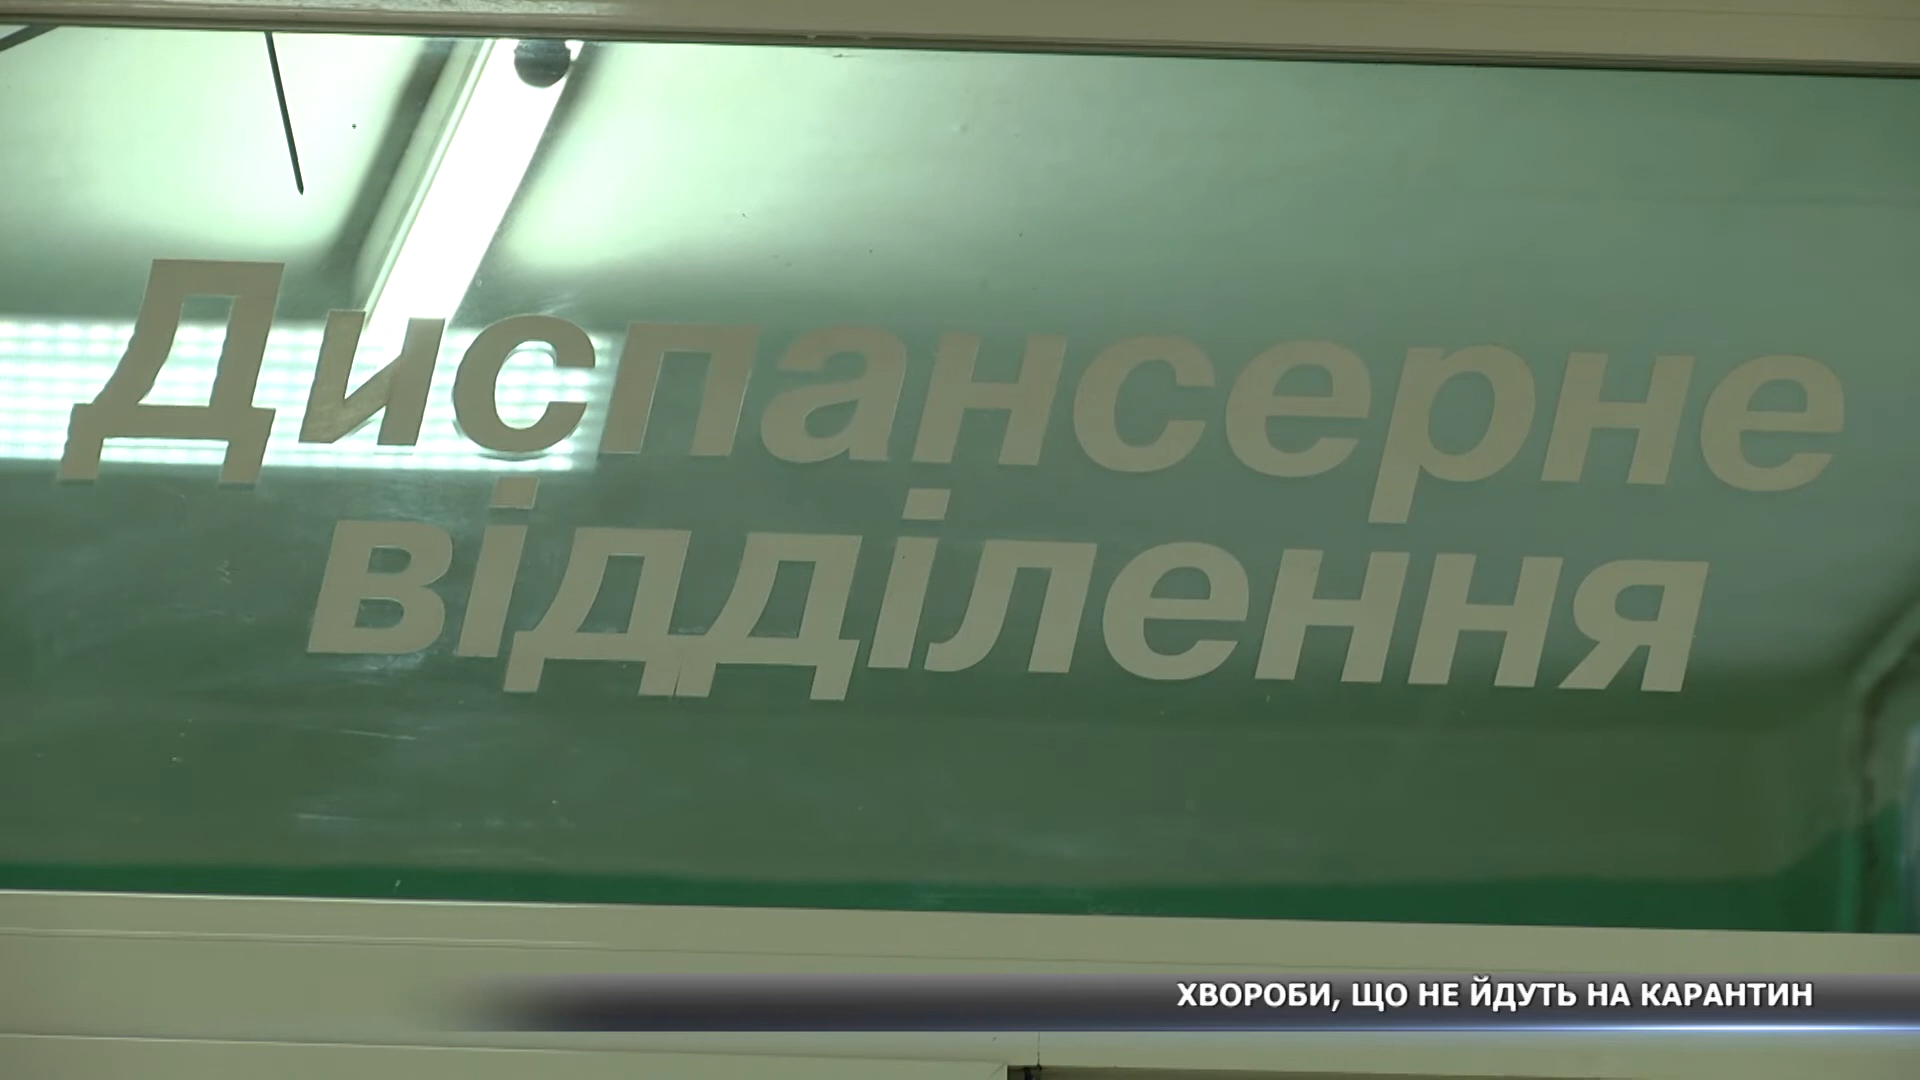 Диспансерне
відділення
ХВОРОБИ, ЩО НЕ ЙДУТЬ НА КАРАНТИН